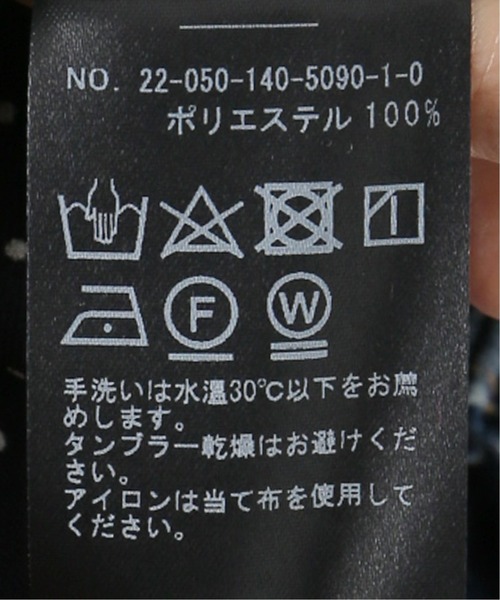 NO. 22-050-140-5090-1-0
ポリエステル 100%
F
W
手洗いは水温30℃以下をお薦
めします。
タンブラー乾燥はお避けくだ
さい。
アイロンは当て布を使用して
ください。